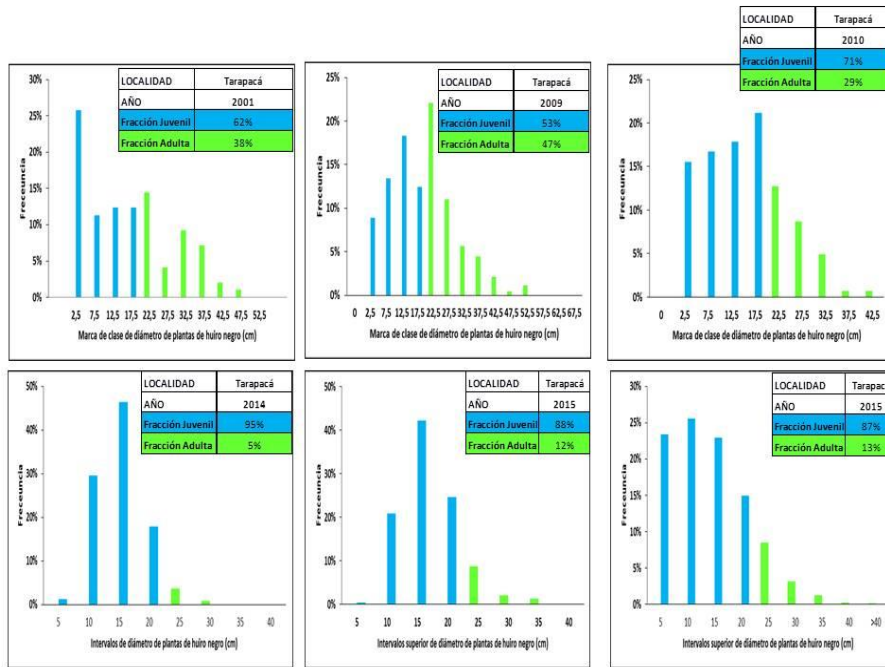 LOCALIDAD Tarapacá
AÑO 2001
Fracción Juvenil 62%
Fracción Adulta 38%
30%
25%
20%
15%
10%
5%
0%
Freceuncia
2,5 7,5 12,5 17,5 22,5 27,5 32,5 37,5 42,5 47,5 52,5
Marca de clase de diámetro de plantas de huiro negro (cm)
LOCALIDAD Tarapacá
AÑO 2009
Fracción Juvenil 53%
Fracción Adulta 47%
25%
20%
15%
10%
5%
0%
Freceuncia
0 2,5 7,5 12,5 17,5 22,5 27,5 32,5 37,5 42,5 47,5 52,5 57,5 62,5 67,5
Marca de clase de diámetro de plantas de huiro negro (cm)
LOCALIDAD Tarapacá
AÑO 2010
Fracción Juvenil 71%
Fracción Adulta 29%
25%
20%
15%
10%
5%
0%
Freceuncia
0 2,5 7,5 12,5 17,5 22,5 27,5 32,5 37,5 42,5
Marca de clase de diámetro de plantas de huiro negro (cm)
LOCALIDAD Tarapacá
AÑO 2014
Fracción Juvenil 95%
Fracción Adulta 5%
50%
40%
30%
20%
10%
0%
Freceuncia
5 10 15 20 25 30 35 40
Intervalos de diámetro de plantas de huiro negro (cm)
LOCALIDAD Tarapacá
AÑO 2015
Fracción Juvenil 88%
Fracción Adulta 12%
50%
40%
30%
20%
10%
0%
Freceuncia
5 10 15 20 25 30 35 40
Intervalos superior de diámetro de plantas de huiro negro (cm)
LOCALIDAD Tarapac
AÑO 2015
Fracción Juvenil 87%
Fracción Adulta 13%
30%
25%
20%
15%
10%
5%
0%
Freceuncia
5 10 15 20 25 30 35 40 >40
Intervalos superior de diámetro de plantas de huiro negro (cm)